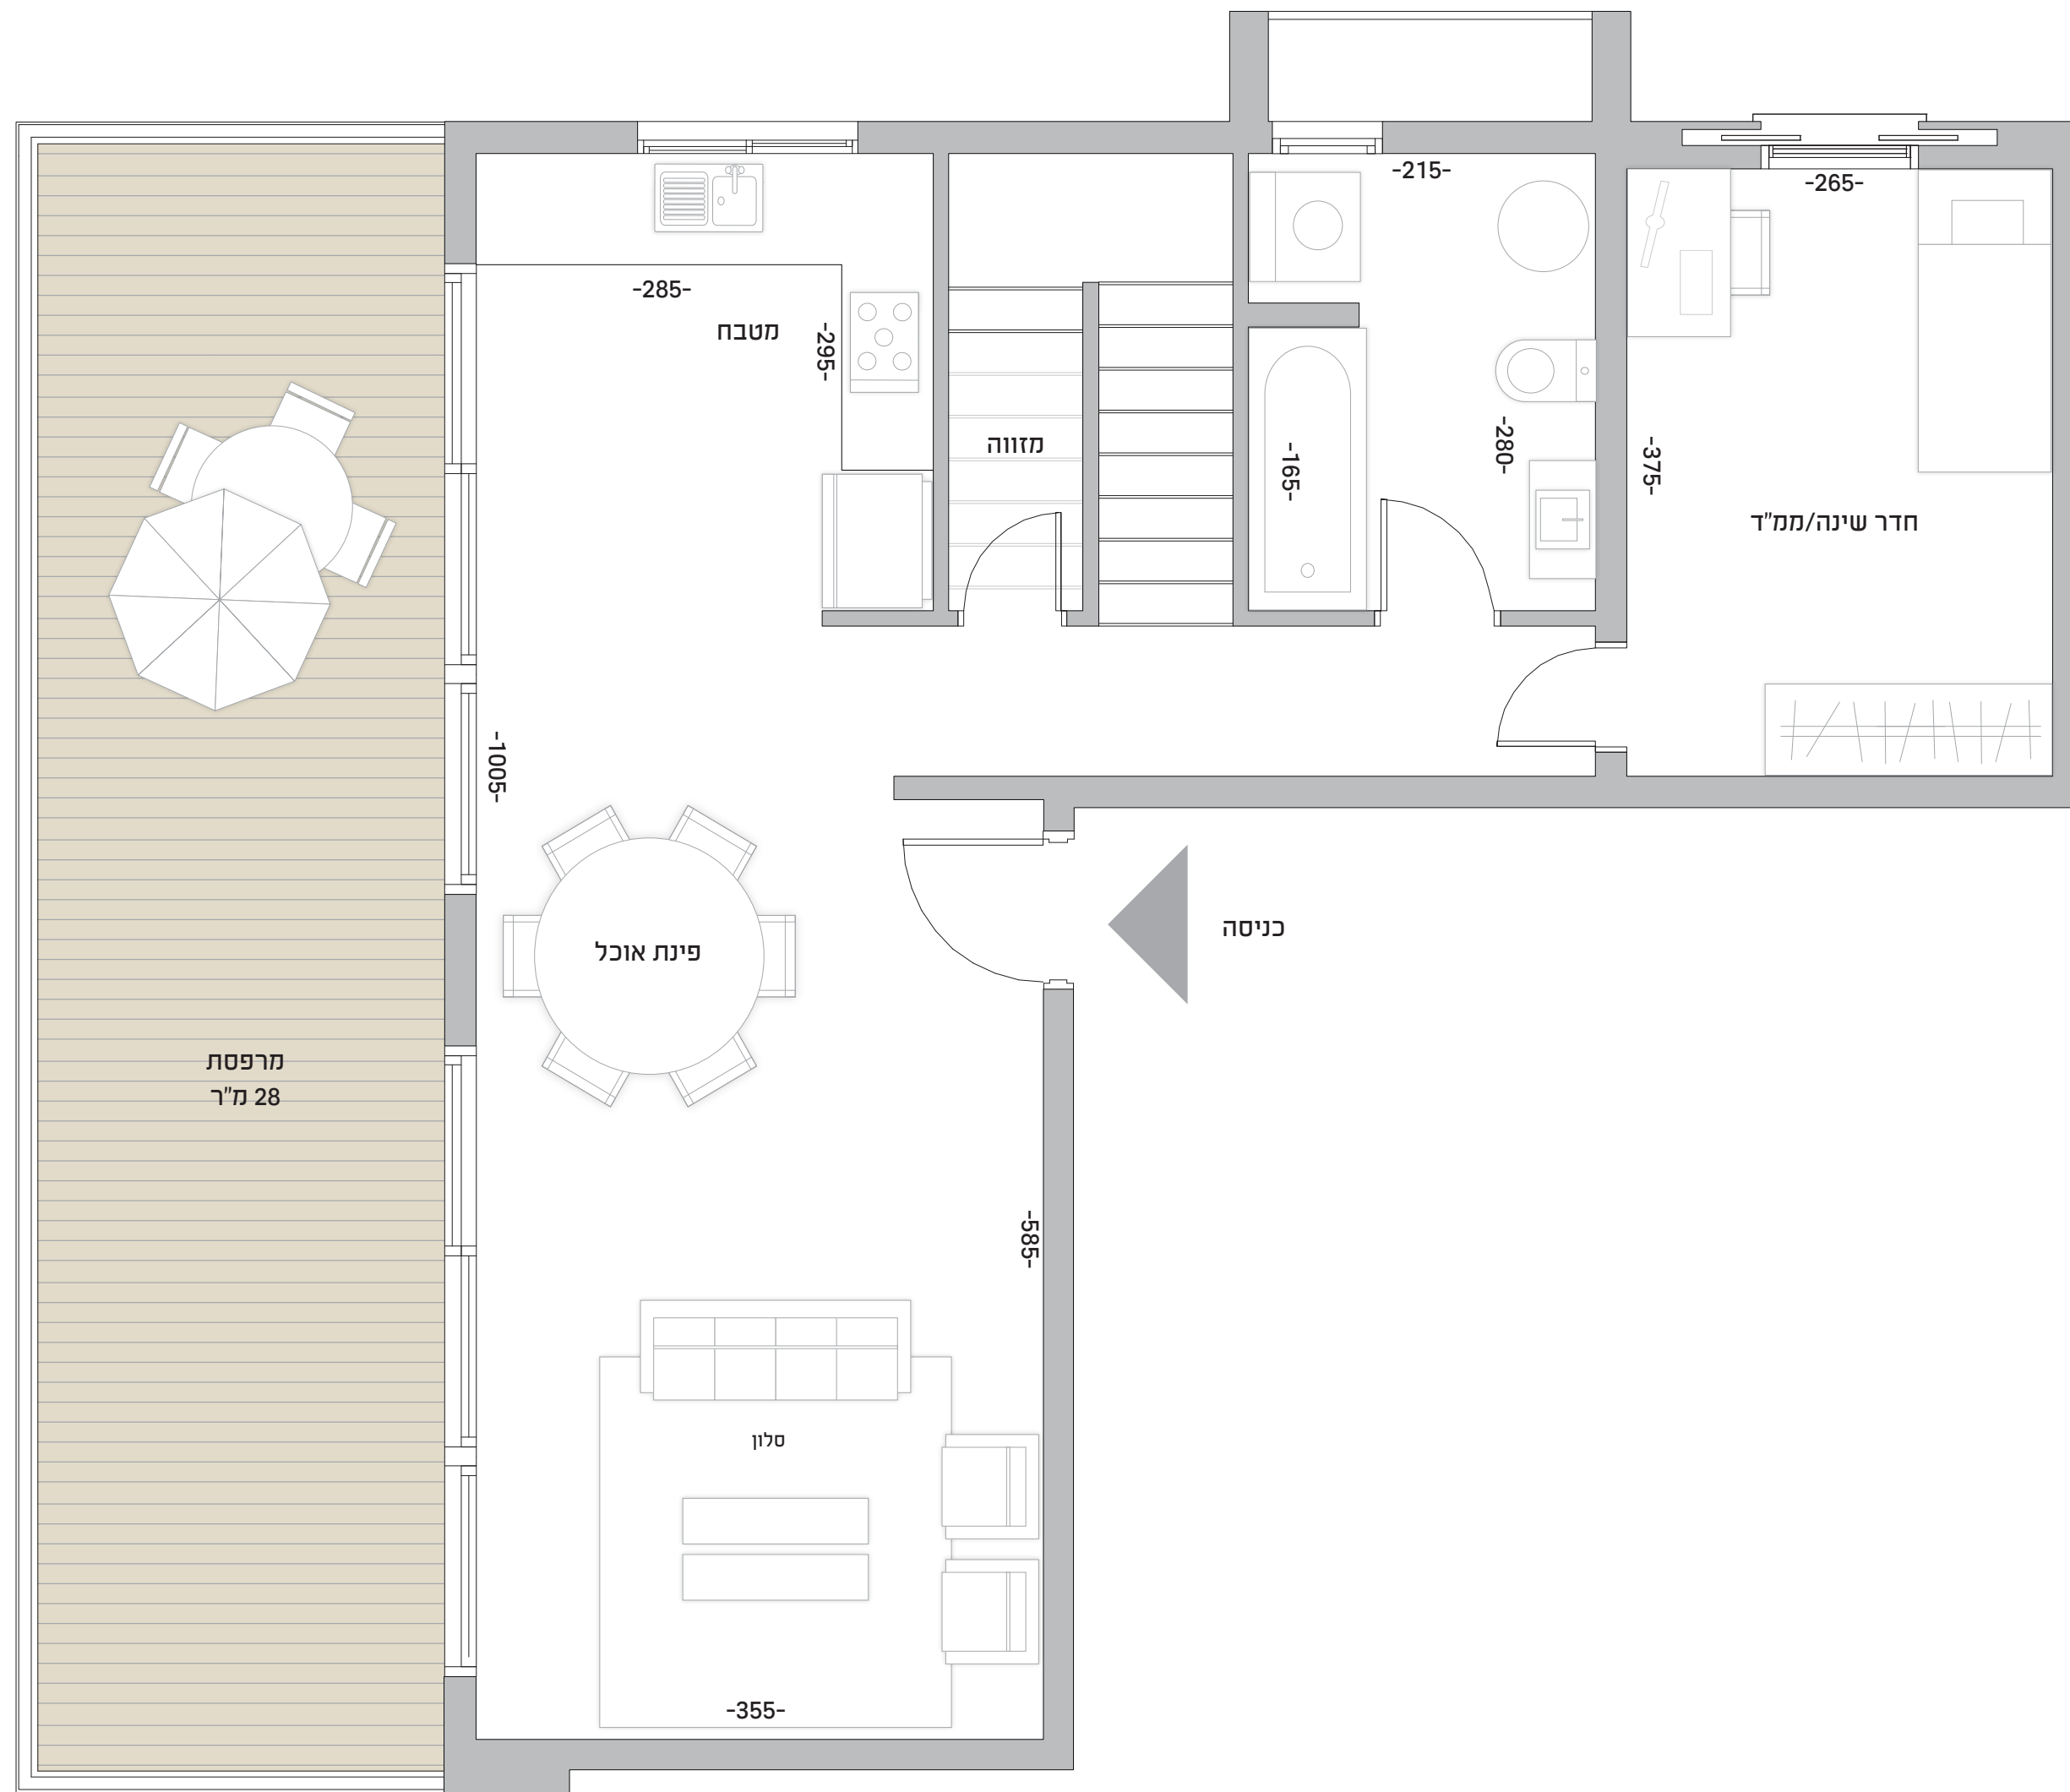 -215-
-265-
-285-
מטבח
-295-
מזווה
-165-
-280-
-375-
חדר שינה/ממ"ד
-1005-
כניסה
פינת אוכל
מרפסת
28 מ"ר
-585-
סלון
-355-